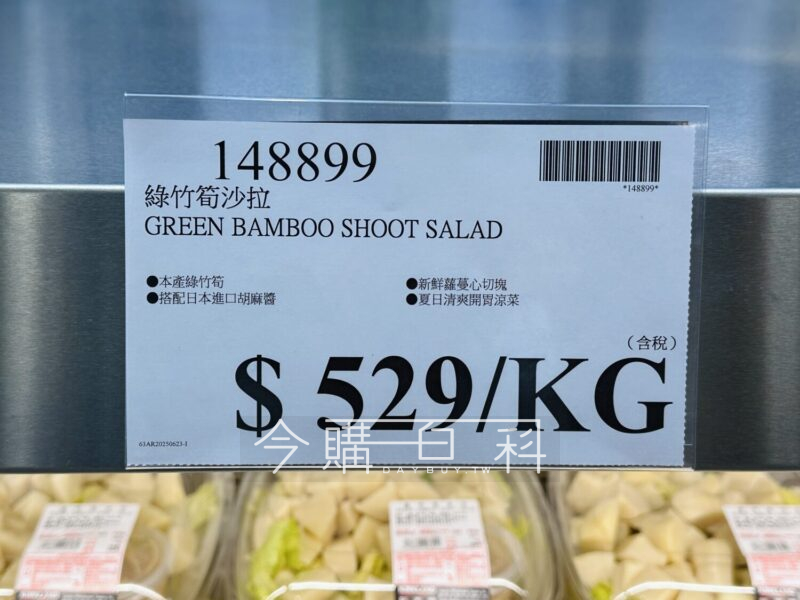 148899
*148899*
綠竹筍沙拉
GREEN BAMBOO SHOOT SALAD
●本產綠竹筍
●新鮮蘿蔓心切塊
●搭配日本進口胡麻醬
●夏日清爽開胃涼菜
(含稅)
$ 529/KG
今購百科
DAYBUY.TW
63AR20250623-1